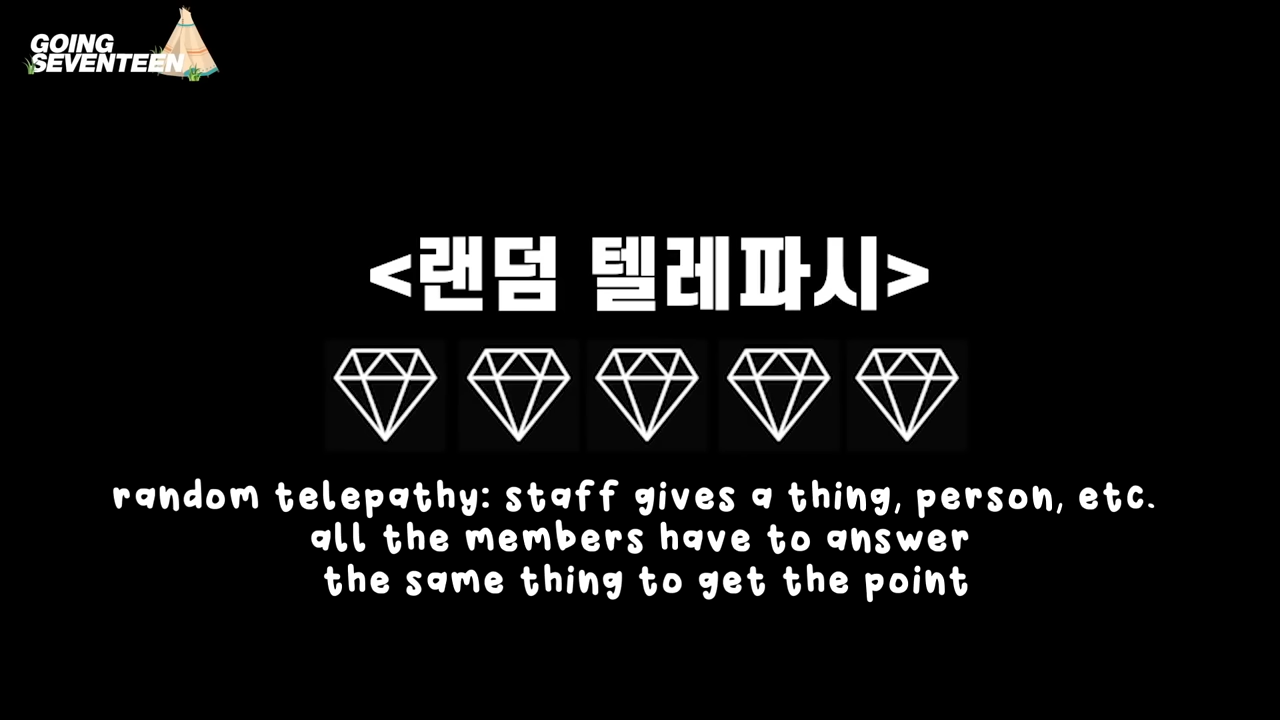 GOING
SEVENTEEN
<랜덤 텔레파시>
random telepathy: staff gives a thing, person, etc.
all the members have to answer
the same thing to get the point